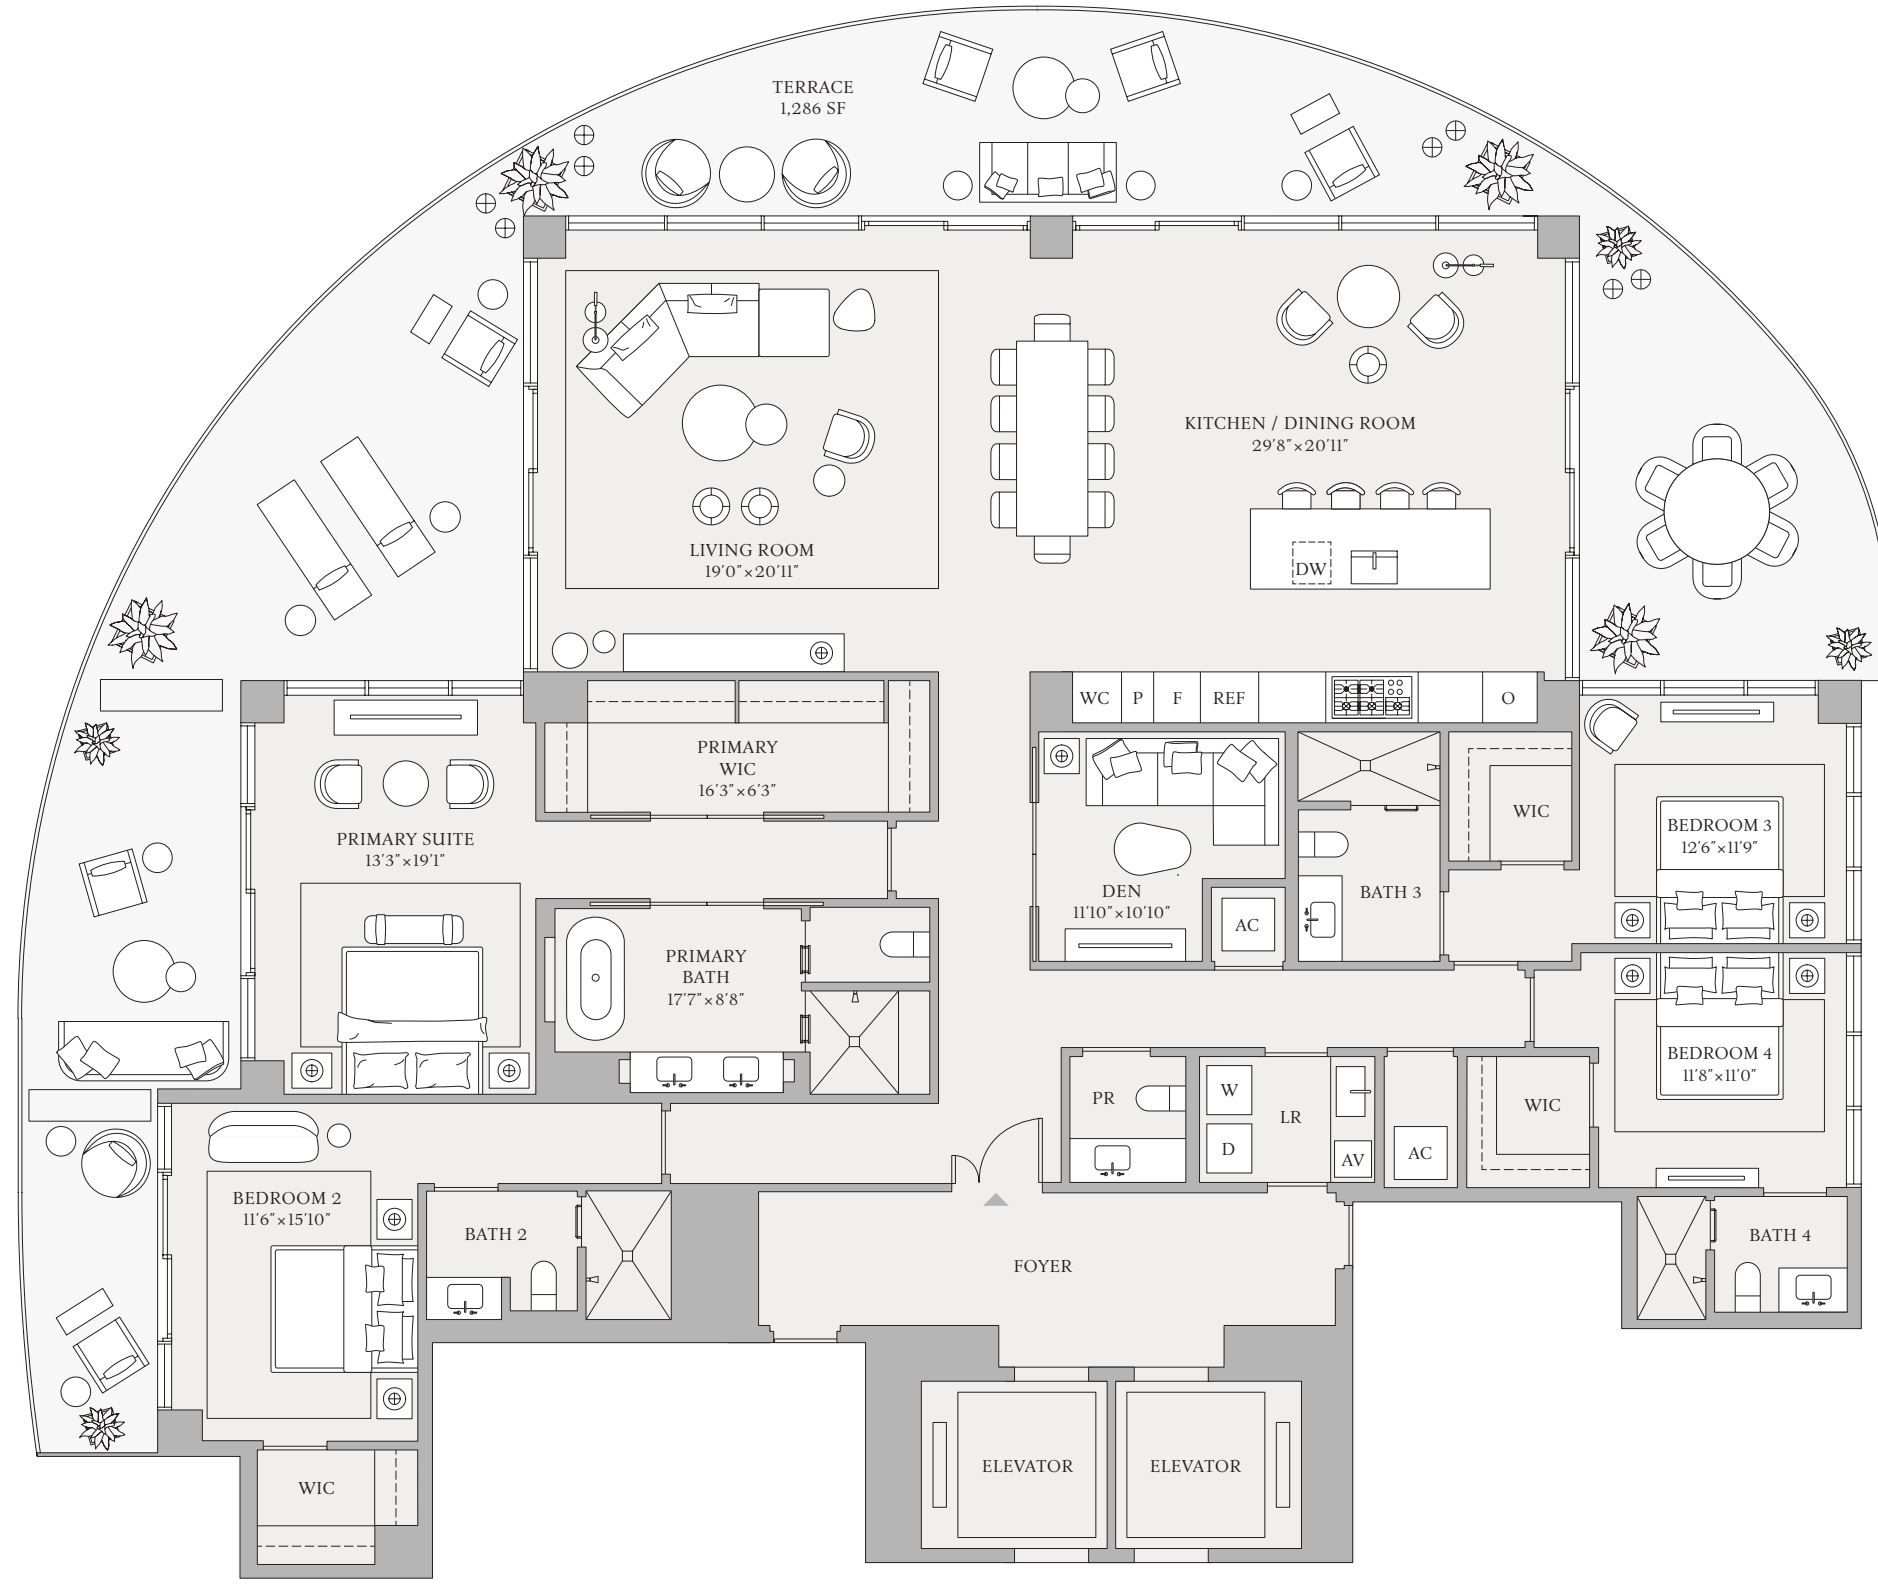 TERRACE
1,286 SF
KITCHEN / DINING ROOM
29'8"×20'11"
LIVING ROOM
19'0"×20'11"
DW
WC
P
F
REF
O
PRIMARY
WIC
16'3"×6'3"
PRIMARY SUITE
13'3"×19'1"
WIC
BEDROOM 3
12'6"×11'9"
DEN
11'10"×10'10"
BATH 3
AC
PRIMARY
BATH
17'7"×8'8"
BEDROOM 4
11'8"×11'0"
PR
W
D
LR
AV
AC
WIC
BEDROOM 2
11'6"×15'10"
BATH 2
FOYER
BATH 4
WIC
ELEVATOR
ELEVATOR